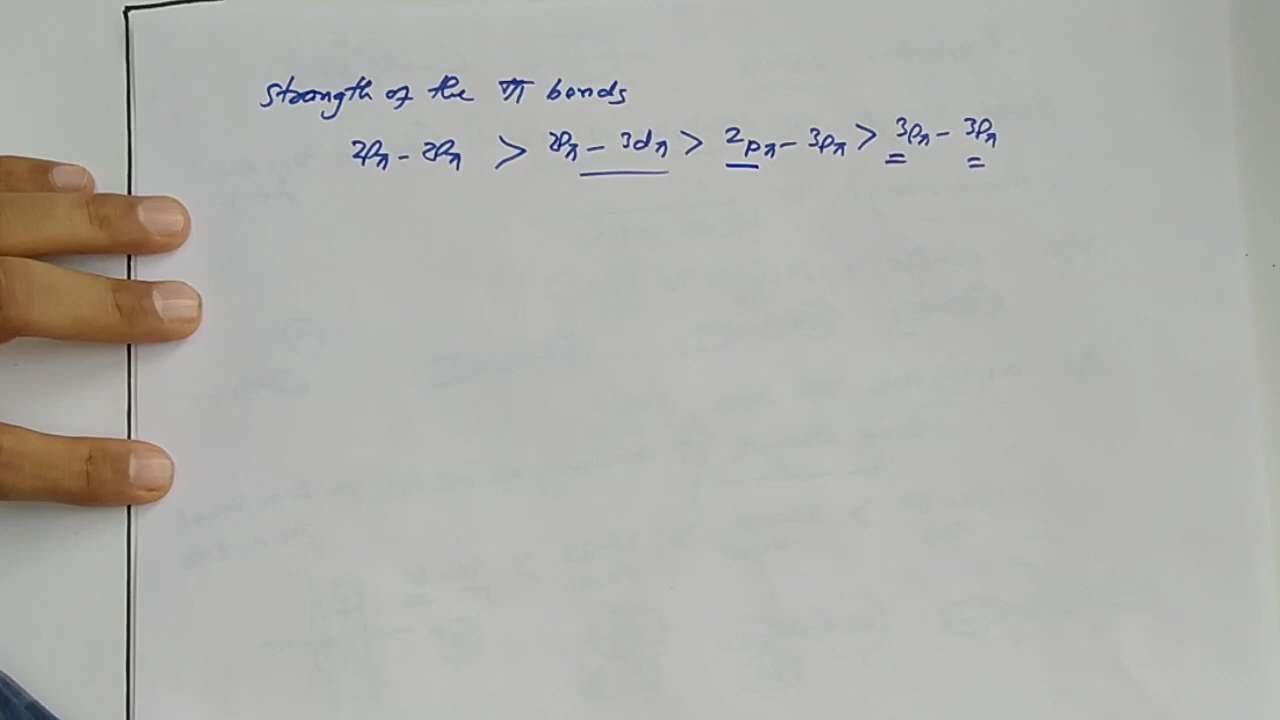 Strength of the π bonds
2Pπ - 2Pπ > 2Pπ - 3dπ > 2pπ - 3pπ > 3pπ - 3pπ